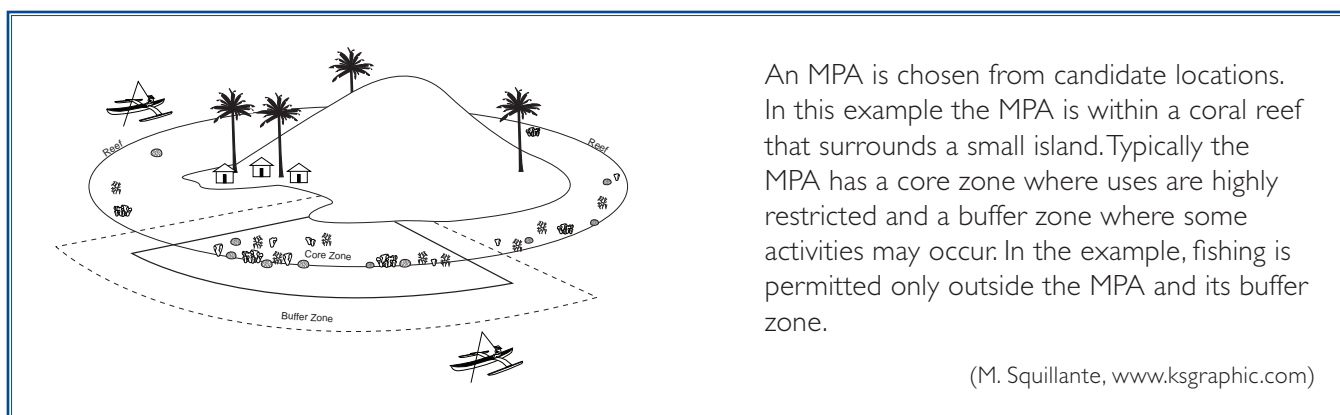 Reef
Reef
Core Zone
Buffer Zone
An MPA is chosen from candidate locations.
In this example the MPA is within a coral reef
that surrounds a small island. Typically the
MPA has a core zone where uses are highly
restricted and a buffer zone where some
activities may occur. In the example, fishing is
permitted only outside the MPA and its buffer
zone.
(M. Squillante, www.ksgraphic.com)